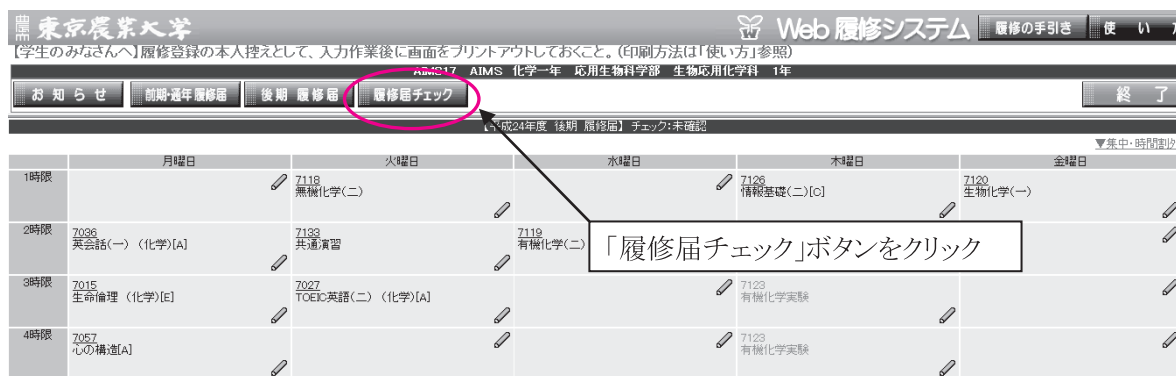 東京農業大学
Web 履修システム
履修の手引き
使 い
【学生のみなさんへ】履修登録の本人控えとして、入力作業後に画面をプリントアウトしておくこと。(印刷方法は「使い方」参照)
AIMS17 AIMS 化学一年 応用生物科学部 生物応用化学科 1年
お知らせ
前期・通年履修届
後期 履修届
履修届チェック
終 了
【平成24年度 後期 履修届】 チェック:未確認
▼集中・時間割
月曜日
火曜日
水曜日
木曜日
金曜日
1時限
7118
無機化学(二)
7126
情報基礎(二)[C]
7120
生物化学(一)
2時限
7036
英会話(一) (化学)[A]
7133
共通演習
7119
有機化学(二)
「履修届チェック」ボタンをクリック
3時限
7015
生命倫理 (化学)[E]
7027
TOEIC英語(二) (化学)[A]
7123
有機化学実験
4時限
7057
心の構造[A]
7123
有機化学実験